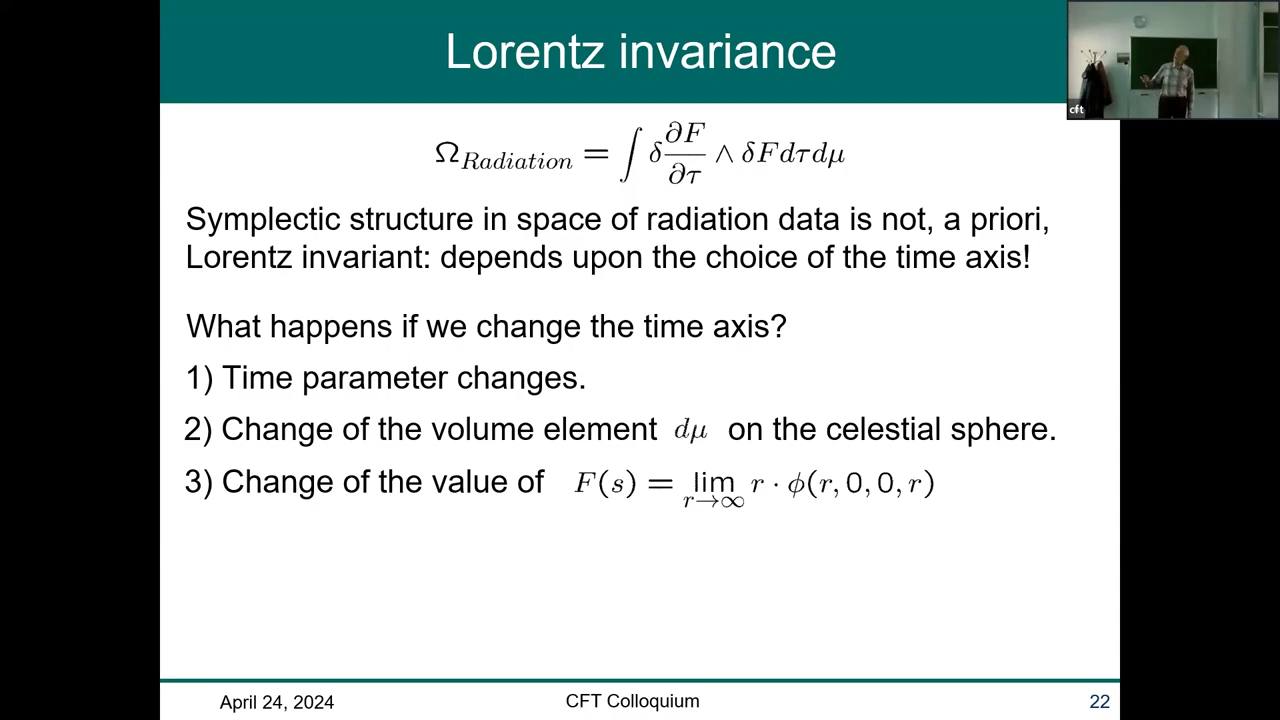 Lorentz invariance
cft
Ω_Radiation = ∫ δ ∂F/∂τ ∧ δF dτ dμ
Symplectic structure in space of radiation data is not, a priori,
Lorentz invariant: depends upon the choice of the time axis!
What happens if we change the time axis?
1) Time parameter changes.
2) Change of the volume element dμ on the celestial sphere.
3) Change of the value of F(s) = lim_{r→∞} r · ϕ(r, 0, 0, r)
April 24, 2024
CFT Colloquium
22